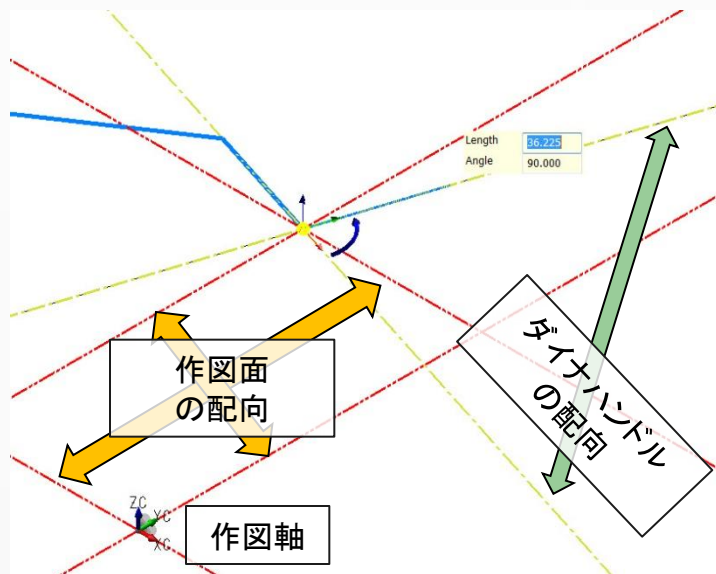 Length 36.225
Angle 90.000
作図面
の配向
ダイナハンドル
の配向
ZC
YC
XC
作図軸